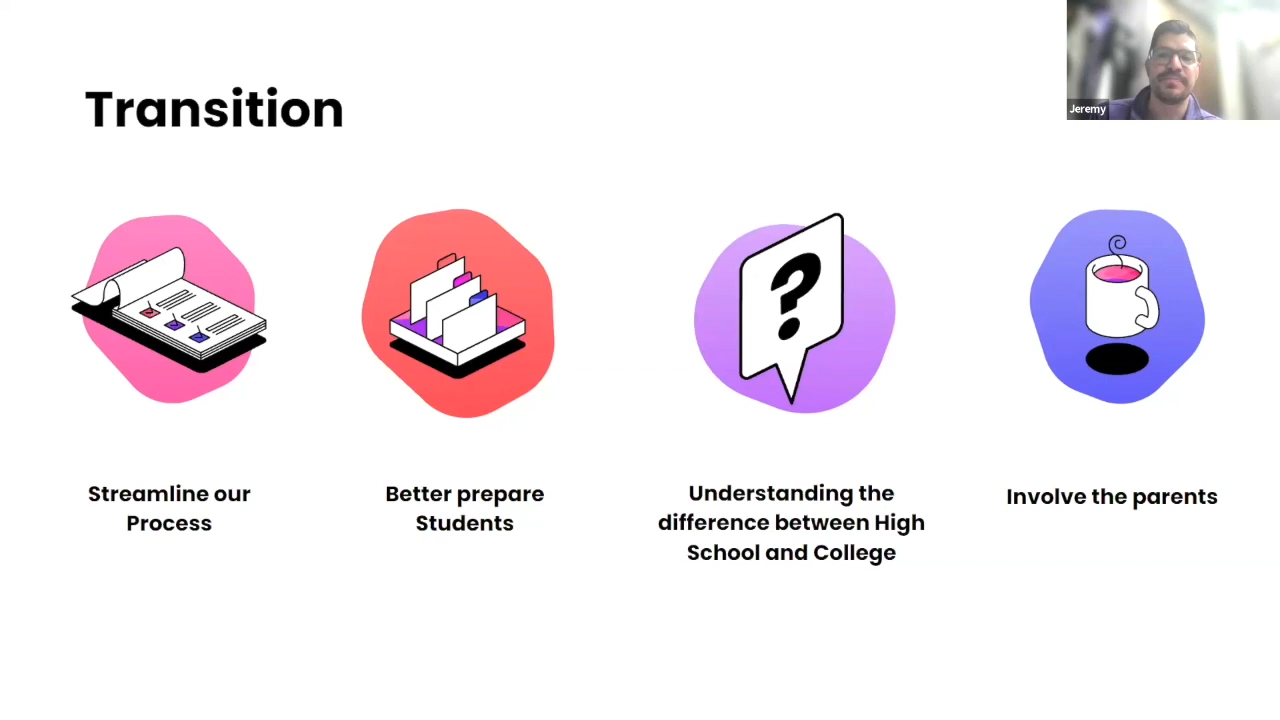 Transition
Jeremy
Streamline our
Process
Better prepare
Students
Understanding the
difference between High
School and College
Involve the parents